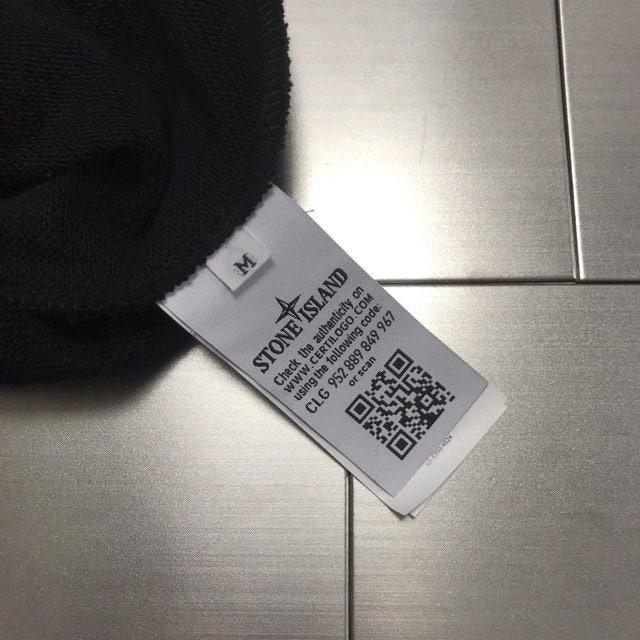 M
STONE ISLAND
Check the authenticity on
WWW.CERTILOGO.COM
using the following code:
CLG 952 889 849 967
or scan